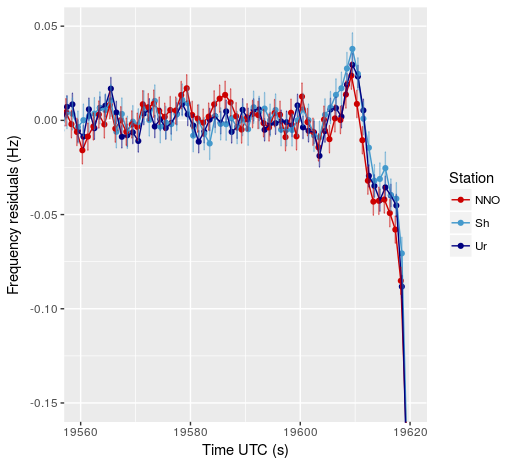 0.05
0.00
-0.05
-0.10
-0.15
Frequency residuals (Hz)
19560
19580
19600
19620
Time UTC (s)
Station
NNO
Sh
Ur